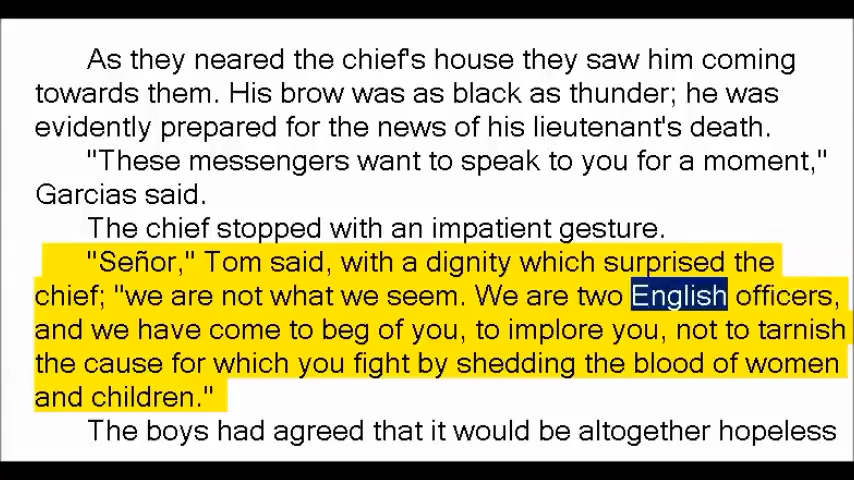 As they neared the chief's house they saw him coming
towards them. His brow was as black as thunder; he was
evidently prepared for the news of his lieutenant's death.
"These messengers want to speak to you for a moment,"
Garcias said.
The chief stopped with an impatient gesture.
"Señor," Tom said, with a dignity which surprised the
chief; "we are not what we seem. We are two English officers,
and we have come to beg of you, to implore you, not to tarnish
the cause for which you fight by shedding the blood of women
and children."
The boys had agreed that it would be altogether hopeless